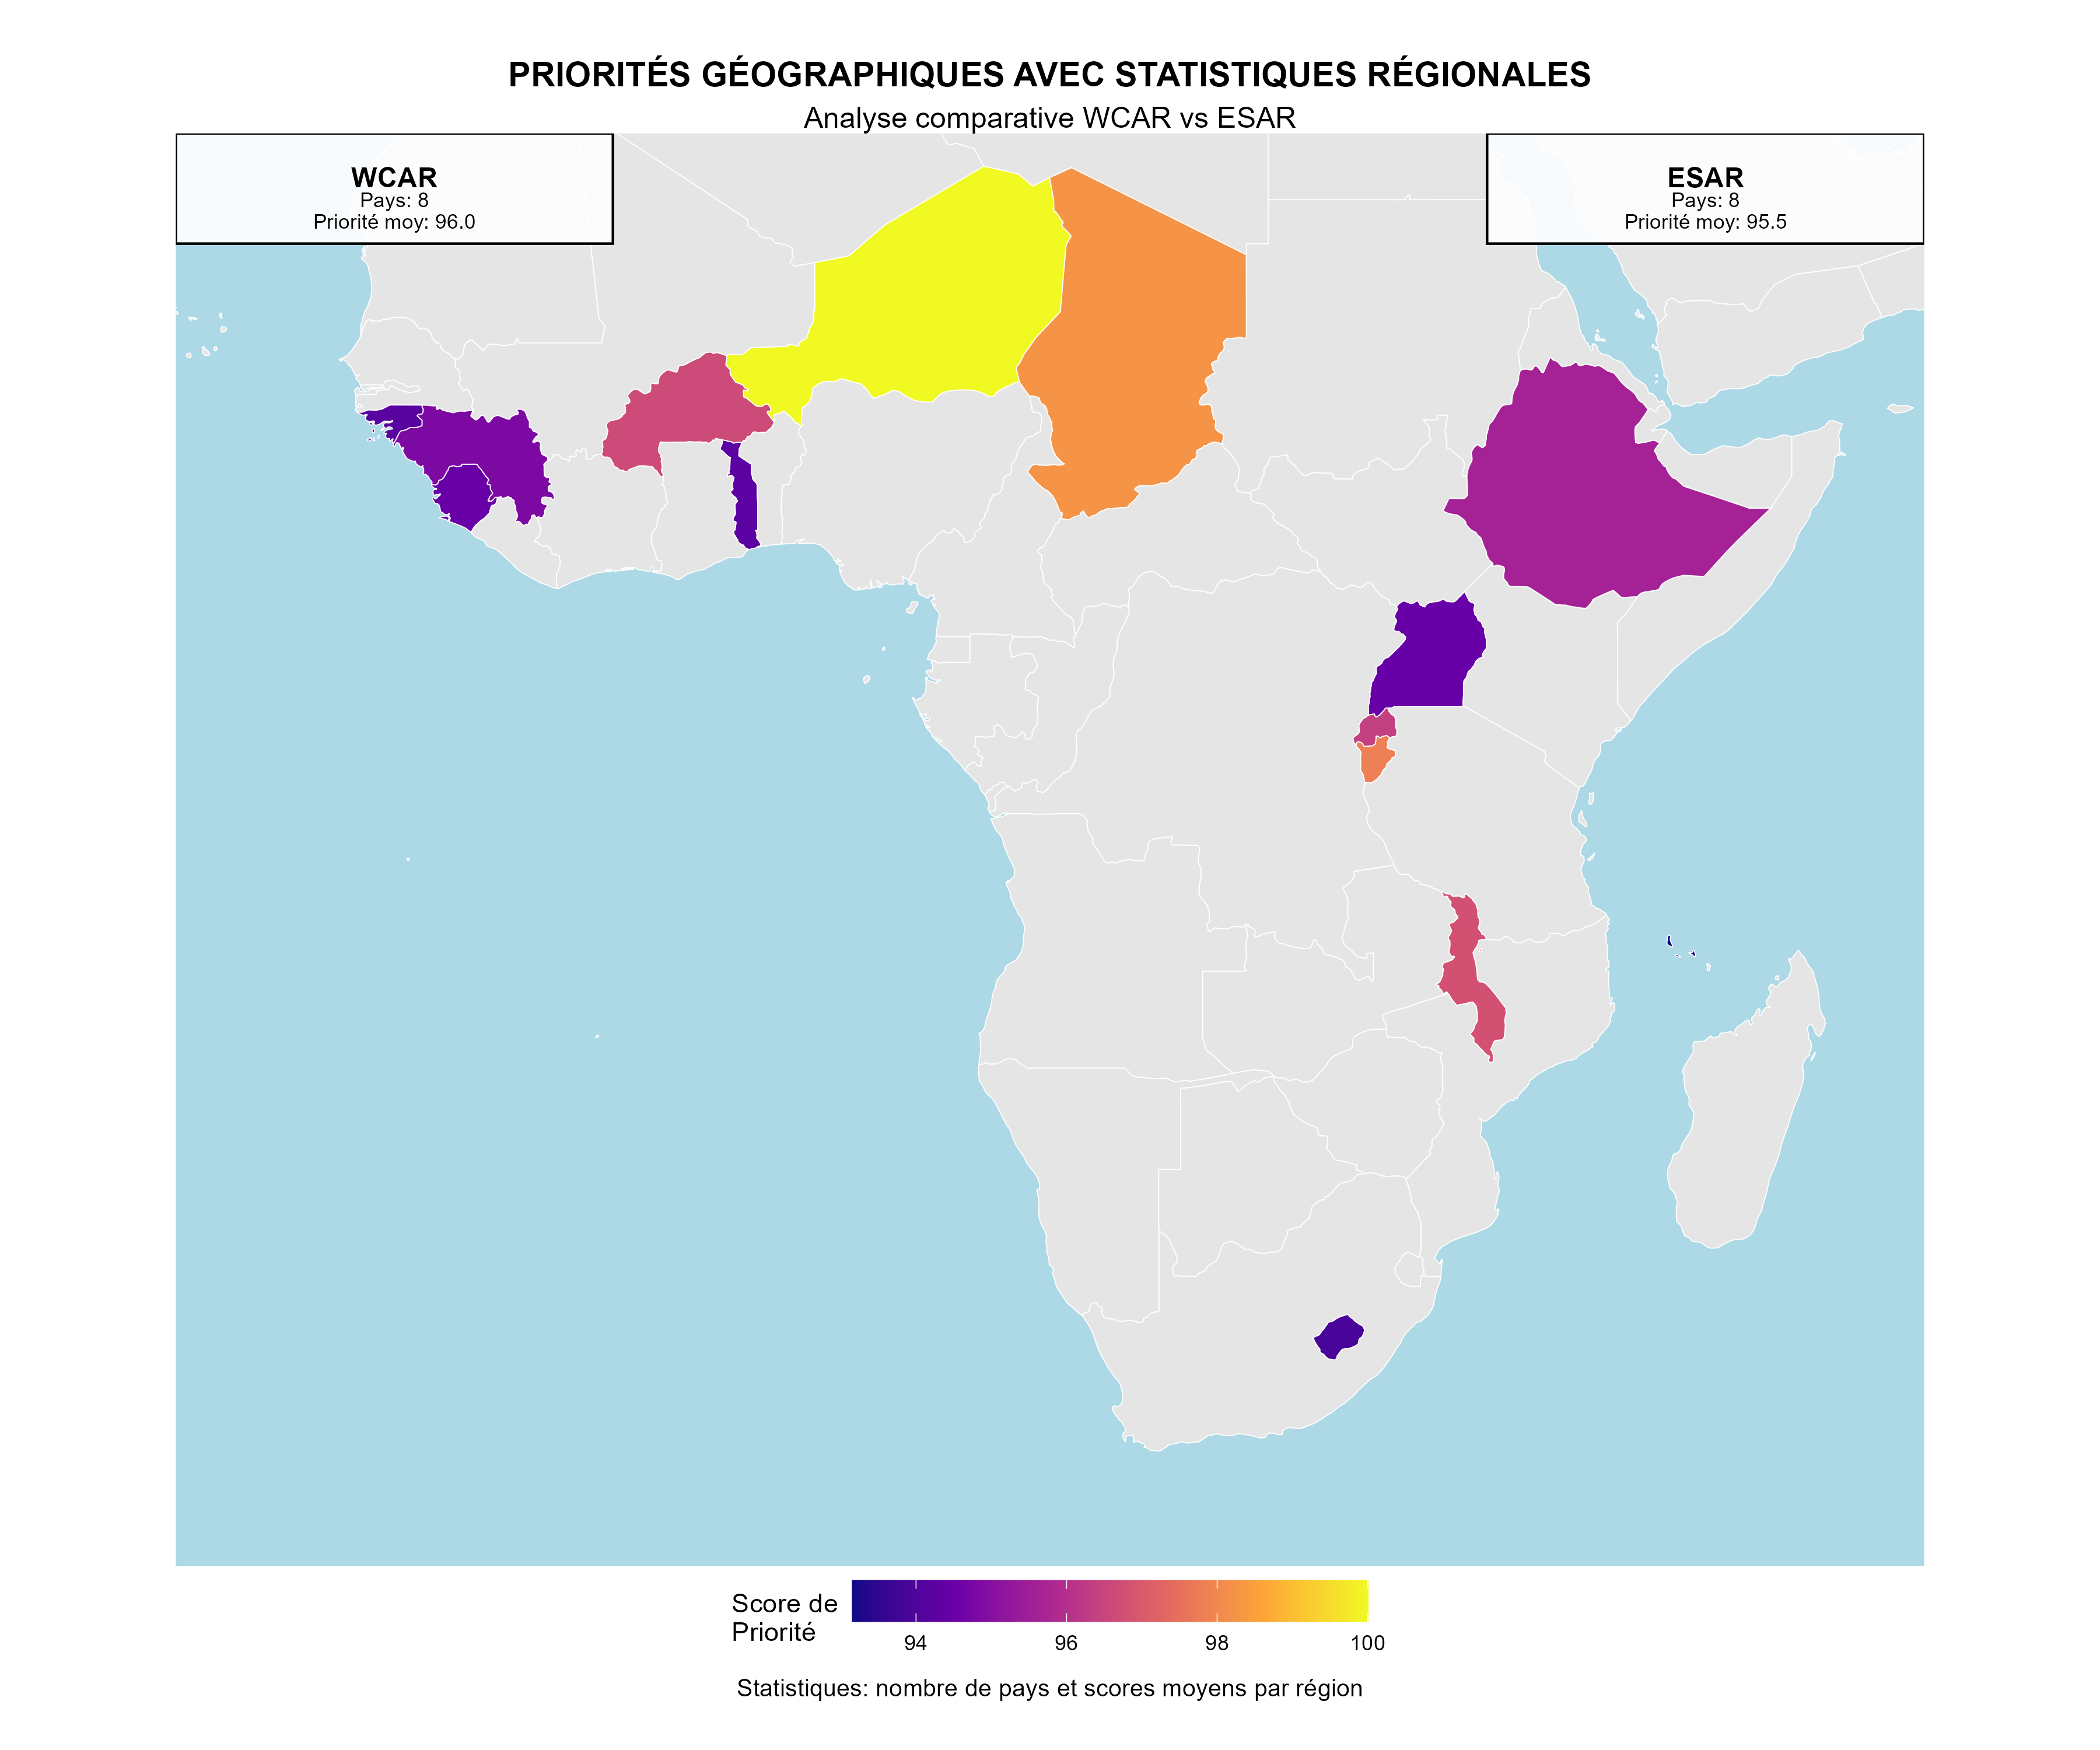 PRIORITÉS GÉOGRAPHIQUES AVEC STATISTIQUES RÉGIONALES
Analyse comparative WCAR vs ESAR
WCAR
Pays: 8
Priorité moy: 96.0
ESAR
Pays: 8
Priorité moy: 95.5
Score de
Priorité
94 96 98 100
Statistiques: nombre de pays et scores moyens par région